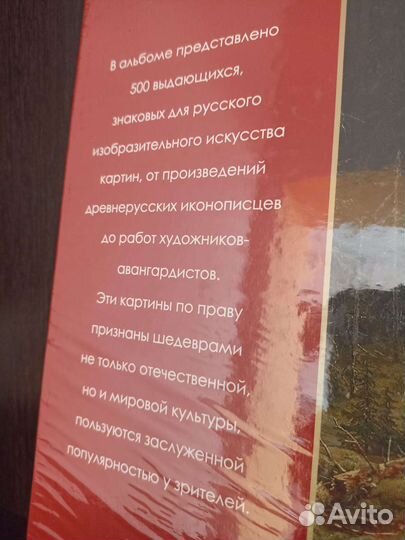 В альбоме представлено
500 выдающихся,
знаковых для русского
изобразительного искусства
картин, от произведений
древнерусских иконописцев
до работ художников-
авангардистов.
Эти картины по праву
признаны шедеврами
не только отечественной,
но и мировой культуры,
пользуются заслуженной
популярностью у зрителей.
Avito